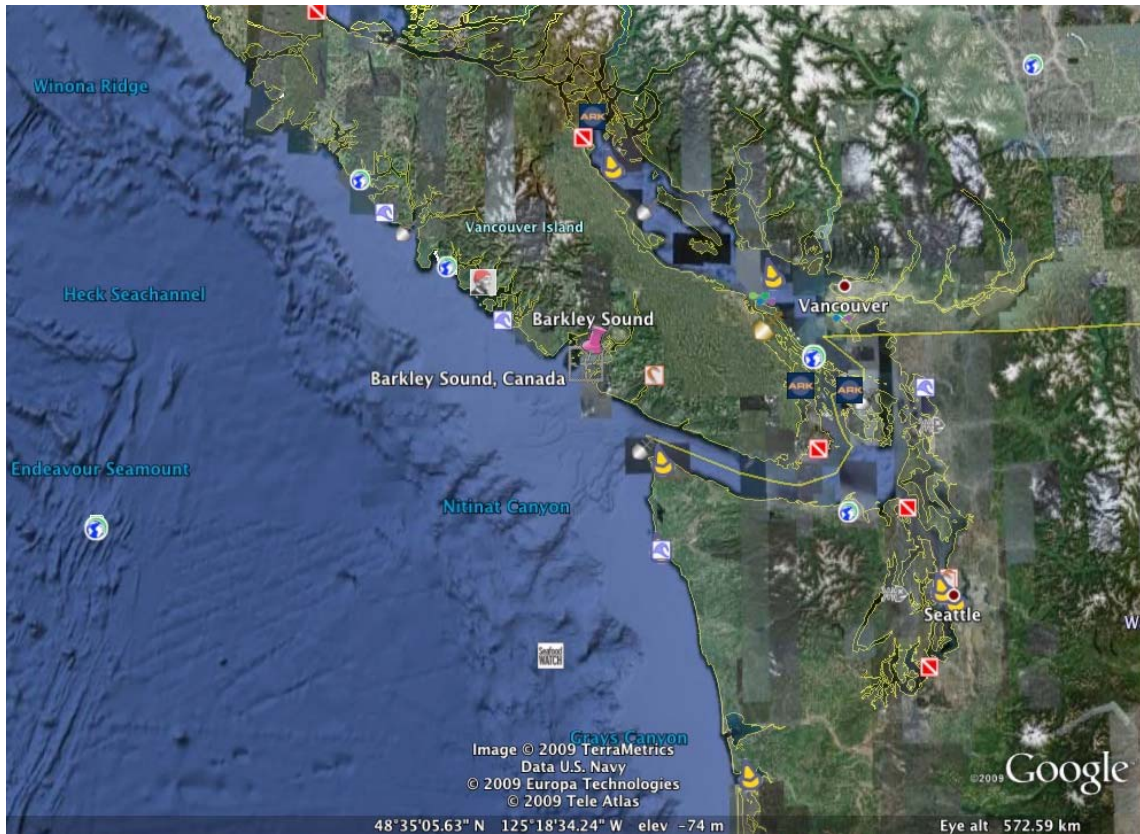 Winona Ridge
ARK
Vancouver Island
Heck Seachannel
Vancouver
Barkley Sound
Barkley Sound, Canada
ARK
ARK
Endeavour Seamount
Nitinat Canyon
Seattle
W
Seafood
WATCH
Grays Canyon
Image © 2009 TerraMetrics
Data U.S. Navy
© 2009 Europa Technologies
© 2009 Tele Atlas
©2009 Google
48°35'05.63" N 125°18'34.24" W elev -74 m
Eye alt 572.59 km